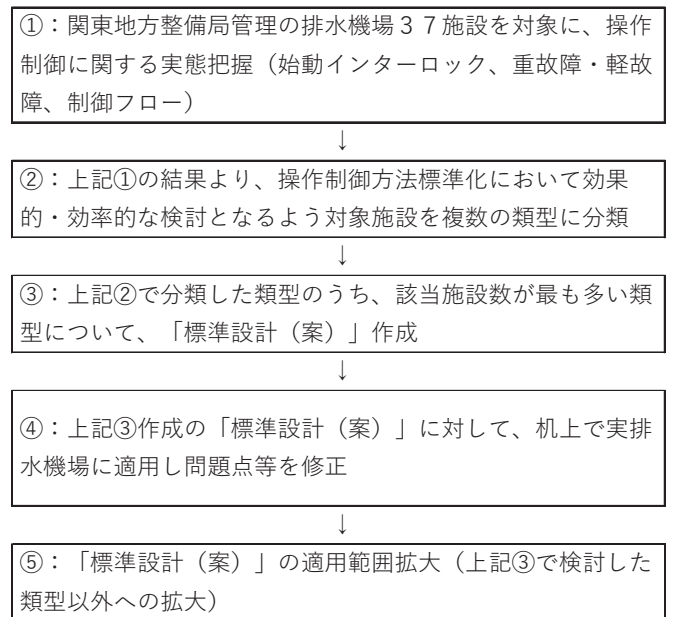 ①：関東地方整備局管理の排水機場３７施設を対象に、操作
制御に関する実態把握（始動インターロック、重故障・軽故
障、制御フロー）
↓
②：上記①の結果より、操作制御方法標準化において効果
的・効率的な検討となるよう対象施設を複数の類型に分類
↓
③：上記②で分類した類型のうち、該当施設数が最も多い類
型について、「標準設計（案）」作成
↓
④：上記③作成の「標準設計（案）」に対して、机上で実排
水機場に適用し問題点等を修正
↓
⑤：「標準設計（案）」の適用範囲拡大（上記③で検討した
類型以外への拡大）